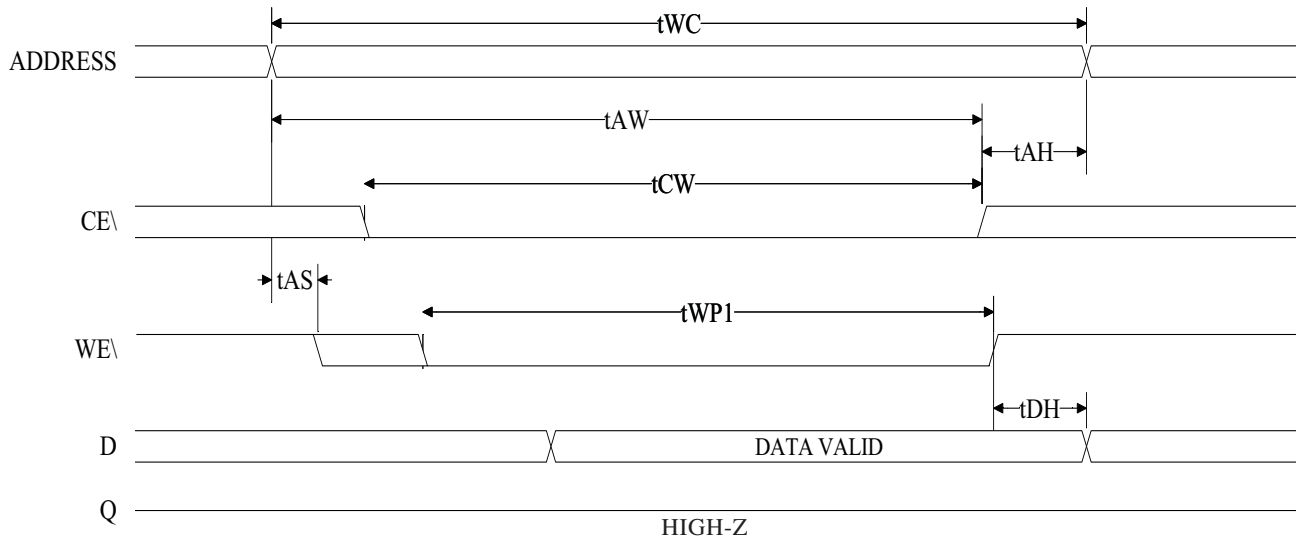 tWC
ADDRESS
tAW
tAH
tCW
CE\
tAS
tWP1
WE\
tDH
D
DATA VALID
Q
HIGH-Z